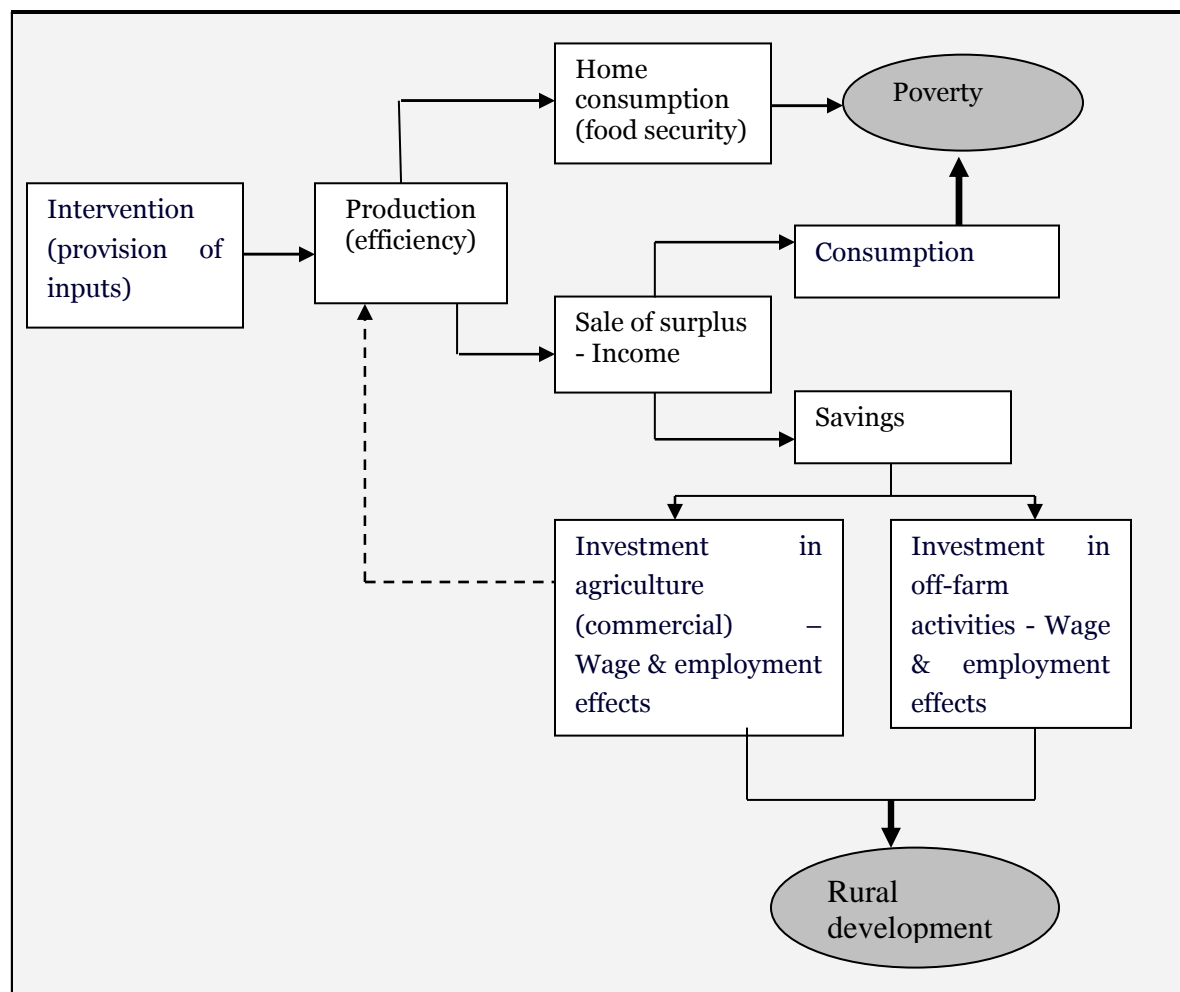 Home
consumption
(food security)
Poverty
Intervention
(provision of
inputs)
Production
(efficiency)
Consumption
Sale of surplus
- Income
Savings
Investment in
agriculture
(commercial) –
Wage & employment
effects
Investment in
off-farm
activities - Wage
& employment
effects
Rural
development